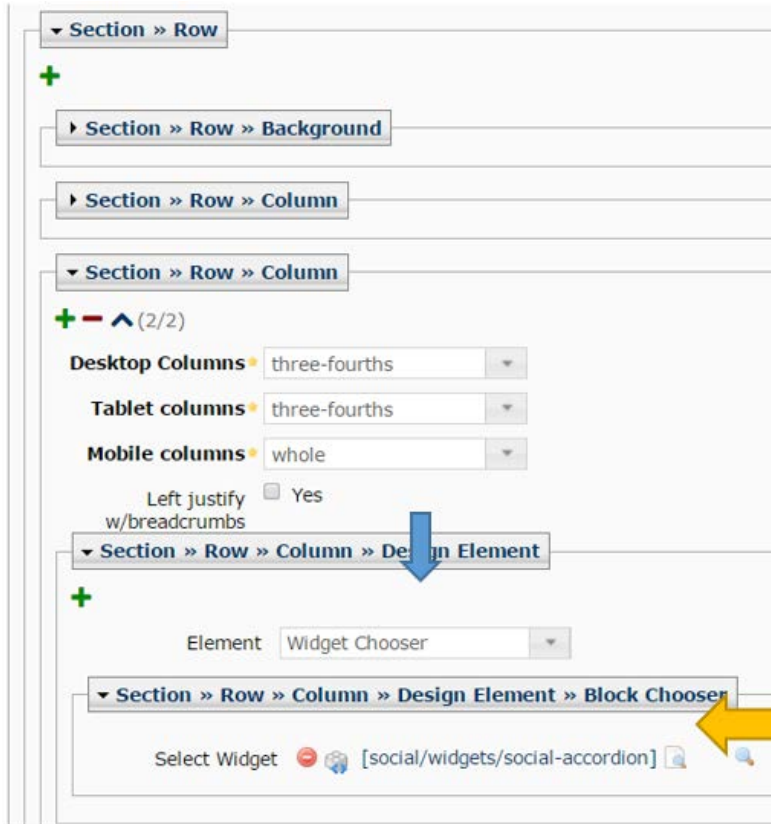 Section » Row
Section » Row » Background
Section » Row » Column
Section » Row » Column
(2/2)
Desktop Columns three-fourths
Tablet columns three-fourths
Mobile columns whole
Left justify Yes
w/breadcrumbs
Section » Row » Column » Design Element
Element Widget Chooser
Section » Row » Column » Design Element » Block Chooser
Select Widget [social/widgets/social-accordion]